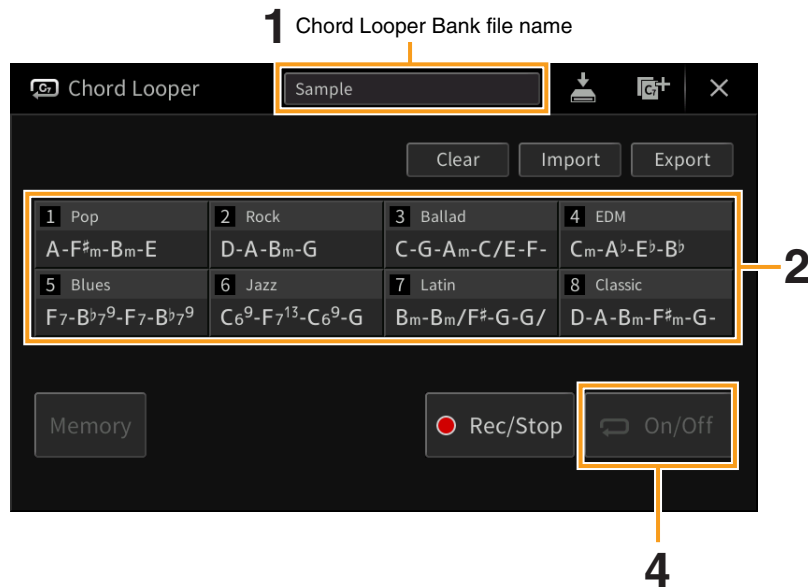 1 Chord Looper Bank file name
C7 Chord Looper Sample C7
Clear Import Export
1 Pop 2 Rock 3 Ballad 4 EDM
A-F♯m-Bm-E D-A-Bm-G C-G-Am-C/E-F- Cm-A♭-E♭-B♭
2
5 Blues 6 Jazz 7 Latin 8 Classic
F7-B♭7⁹-F7-B♭7⁹ C6⁹-F7¹³-C6⁹-G Bm-Bm/F♯-G-G/ D-A-Bm-F♯m-G-
Memory Rec/Stop On/Off
4